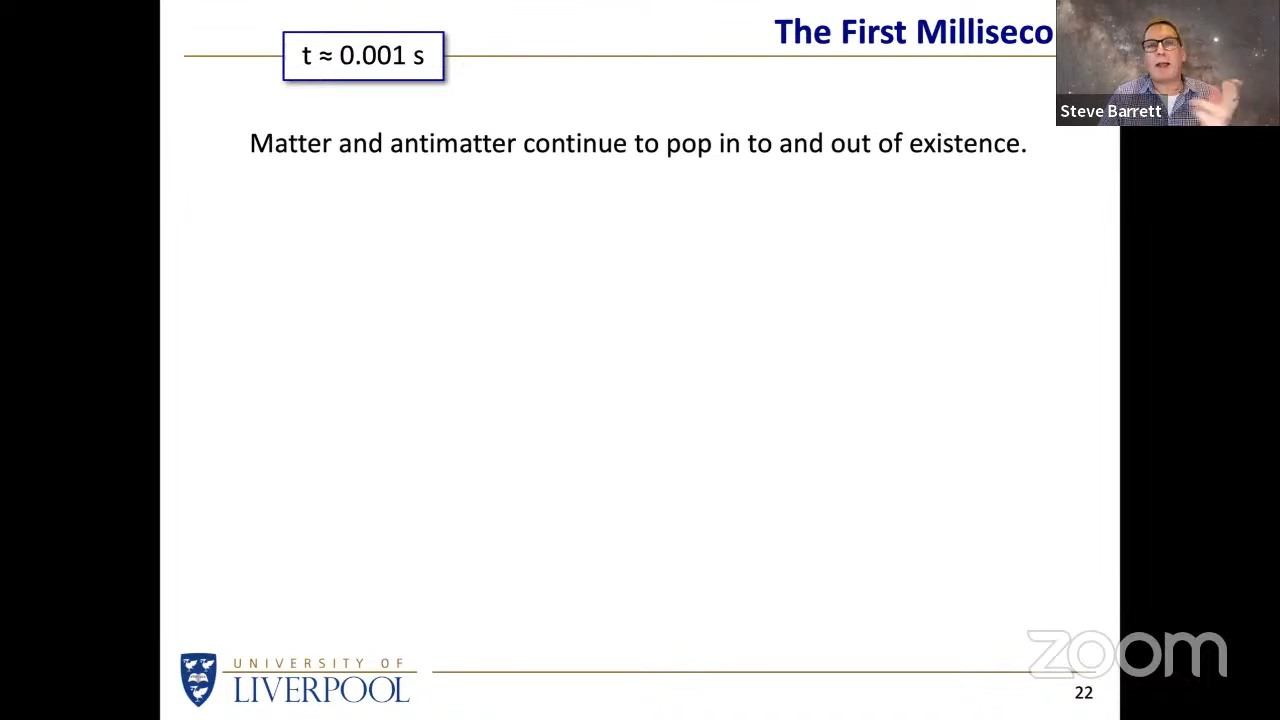 The First Milliseco
t ≈ 0.001 s
Steve Barrett
Matter and antimatter continue to pop in to and out of existence.
UNIVERSITY OF
LIVERPOOL
zoom
22